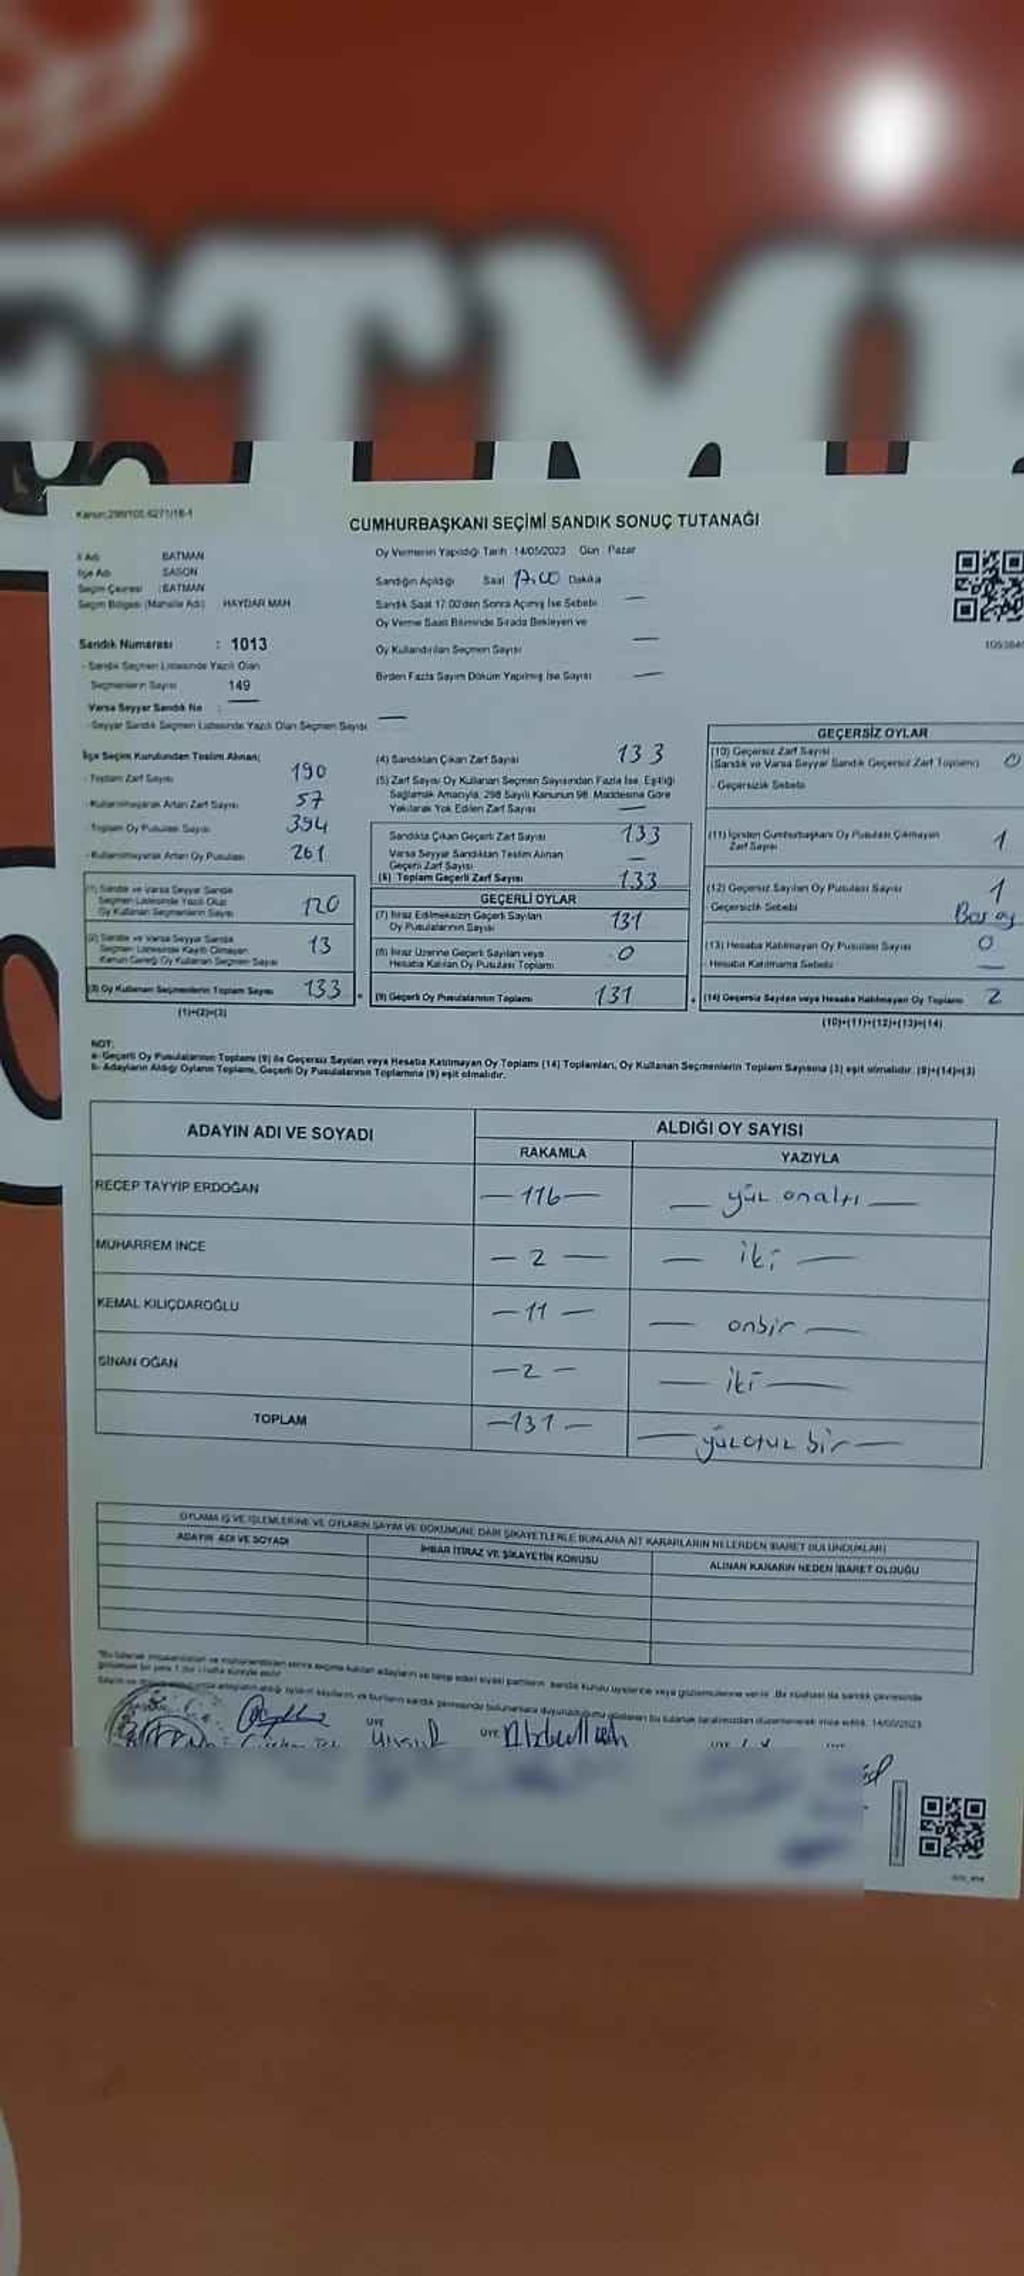 ETME
Kanun:298/105 6271/18-1
CUMHURBAŞKANI SEÇİMİ SANDIK SONUÇ TUTANAĞI
İl Adı BATMAN
İlçe Adı SASON
Seçim Çevresi : BATMAN
Seçim Bölgesi (Mahalle Adı) HAYDAR MAH
Oy Vermenin Yapıldığı Tarih 14/05/2023 Gün : Pazar
Sandığın Açıldığı Saat 17.00 Dakika
Sandık Saat 17.00'den Sonra Açılmış İse Sebebi —
Oy Verme Saati Bitiminde Sırada Bekleyen ve
Oy Kullandırılan Seçmen Sayısı —
Birden Fazla Sayım Döküm Yapılmış İse Sayısı —
Sandık Numarası : 1013
- Sandık Seçmen Listesinde Yazılı Olan
Seçmenlerin Sayısı 149
Varsa Seyyar Sandık No : —
- Seyyar Sandık Seçmen Listesinde Yazılı Olan Seçmen Sayısı —
İlçe Seçim Kurulundan Teslim Alınan;
- Toplam Zarf Sayısı 190
- Kullanılmayarak Artan Zarf Sayısı 57
- Toplam Oy Pusulası Sayısı 394
- Kullanılmayarak Artan Oy Pusulası 261
(1) Sandık ve Varsa Seyyar Sandık
Seçmen Listesinde Yazılı Olup
Oy Kullanan Seçmenlerin Sayısı 120
(2) Sandık ve Varsa Seyyar Sandık
Seçmen Listesinde Kayıtlı Olmayan
Kanun Gereği Oy Kullanan Seçmen Sayısı 13
(3) Oy Kullanan Seçmenlerin Toplam Sayısı 133
(1)+(2)=(3)
(4) Sandıktan Çıkan Zarf Sayısı 133
(5) Zarf Sayısı Oy Kullanan Seçmen Sayısından Fazla İse, Eşitliği
Sağlamak Amacıyla, 298 Sayılı Kanunun 98. Maddesine Göre
Yakılarak Yok Edilen Zarf Sayısı —
Sandıkta Çıkan Geçerli Zarf Sayısı 133
Varsa Seyyar Sandıktan Teslim Alınan
Geçerli Zarf Sayısı —
(6) Toplam Geçerli Zarf Sayısı 133
GEÇERLİ OYLAR
(7) İtiraz Edilmeksizin Geçerli Sayılan
Oy Pusulalarının Sayısı 131
(8) İtiraz Üzerine Geçerli Sayılan veya
Hesaba Katılan Oy Pusulası Toplamı 0
(9) Geçerli Oy Pusulalarının Toplamı 131
GEÇERSİZ OYLAR
(10) Geçersiz Zarf Sayısı
(Sandık ve Varsa Seyyar Sandık Geçersiz Zarf Toplamı) 0
- Geçersizlik Sebebi
(11) İçinden Cumhurbaşkanı Oy Pusulası Çıkmayan
Zarf Sayısı 1
(12) Geçersiz Sayılan Oy Pusulası Sayısı 1
- Geçersizlik Sebebi Boş oy
(13) Hesaba Katılmayan Oy Pusulası Sayısı 0
- Hesaba Katılmama Sebebi —
(14) Geçersiz Sayılan veya Hesaba Katılmayan Oy Toplamı 2
(10)+(11)+(12)+(13)=(14)
NOT:
a- Geçerli Oy Pusulalarının Toplamı (9) ile Geçersiz Sayılan veya Hesaba Katılmayan Oy Toplamı (14) Toplamları, Oy Kullanan Seçmenlerin Toplam Sayısına (3) eşit olmalıdır. (9)+(14)=(3)
b- Adayların Aldığı Oyların Toplamı, Geçerli Oy Pusulalarının Toplamına (9) eşit olmalıdır.
ADAYIN ADI VE SOYADI ALDIĞI OY SAYISI
RAKAMLA YAZIYLA
RECEP TAYYIP ERDOĞAN —116— — yüz onaltı —
MUHARREM İNCE — 2 — — iki —
KEMAL KILIÇDAROĞLU —11 — — onbir —
SİNAN OĞAN —2 — — iki —
TOPLAM —131 — — yüzotuz bir —
OYLAMA İŞ VE İŞLEMLERİNE VE OYLARIN SAYIM VE DÖKÜMÜNE DAİR ŞİKAYETLERLE BUNLARA AİT KARARLARIN NELERDEN İBARET BULUNDUKLARI
ADAYIN ADI VE SOYADI İHBAR İTİRAZ VE ŞİKAYETİN KONUSU ALINAN KARARIN NEDEN İBARET OLDUĞU
14/05/2023
ÜYE ÜYE Abdullah